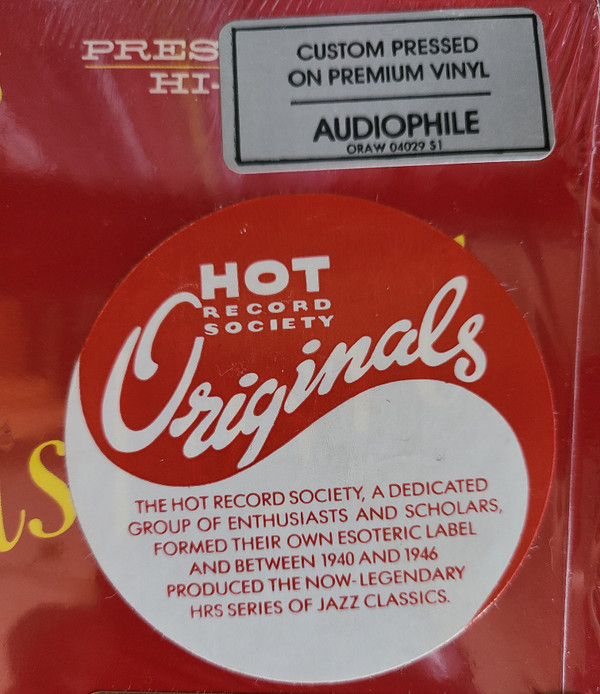 PRES
HI-
CUSTOM PRESSED
ON PREMIUM VINYL
AUDIOPHILE
ORAW 04029 S1
HOT
RECORD
SOCIETY
Originals
THE HOT RECORD SOCIETY, A DEDICATED
GROUP OF ENTHUSIASTS AND SCHOLARS,
FORMED THEIR OWN ESOTERIC LABEL
AND BETWEEN 1940 AND 1946
PRODUCED THE NOW-LEGENDARY
HRS SERIES OF JAZZ CLASSICS.